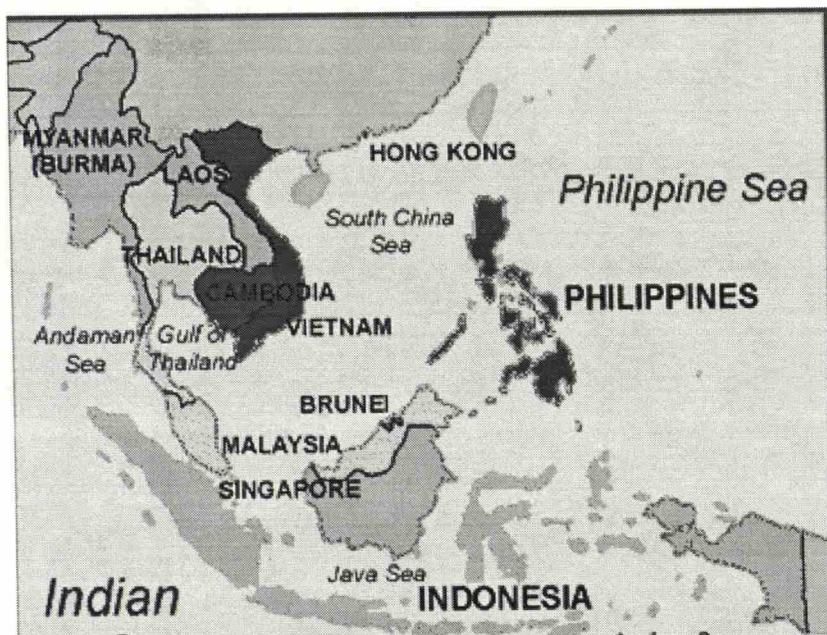 MYANMAR
(BURMA)
LAOS
HONG KONG
Philippine Sea
South China
Sea
THAILAND
CAMBODIA
VIETNAM
PHILIPPINES
Andaman
Sea
Gulf of
Thailand
BRUNEI
MALAYSIA
SINGAPORE
Java Sea
INDONESIA
Indian